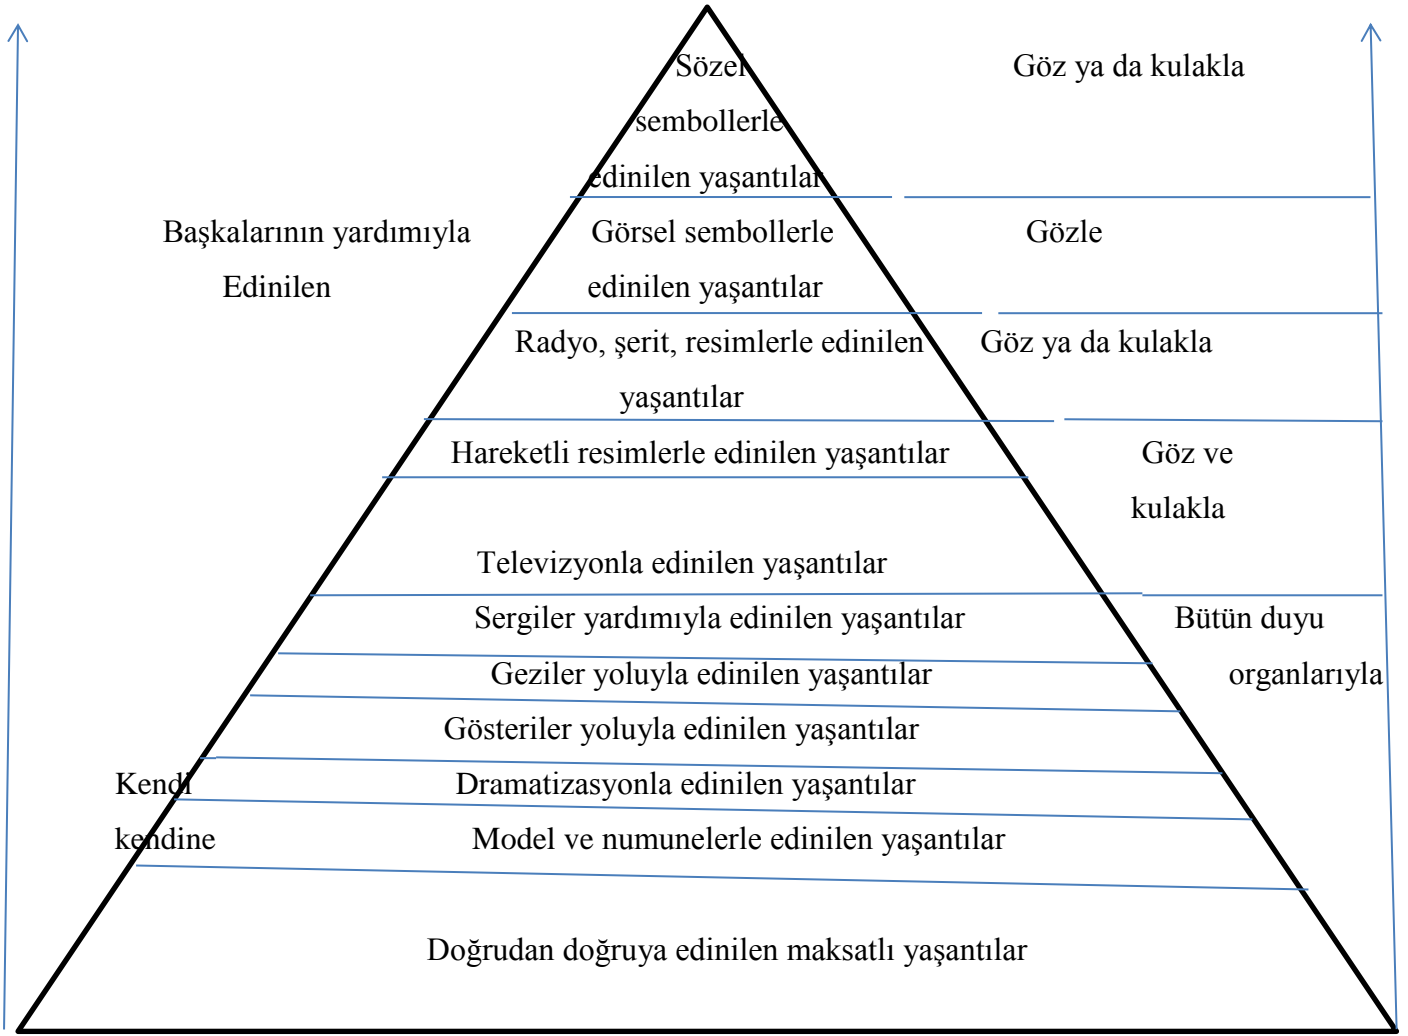 Sözel
Göz ya da kulakla
sembollerle
edinilen yaşantılar
Başkalarının yardımıyla
Görsel sembollerle
Gözle
Edinilen
edinilen yaşantılar
Radyo, şerit, resimlerle edinilen
Göz ya da kulakla
yaşantılar
Hareketli resimlerle edinilen yaşantılar
Göz ve
kulakla
Televizyonla edinilen yaşantılar
Sergiler yardımıyla edinilen yaşantılar
Bütün duyu
Geziler yoluyla edinilen yaşantılar
organlarıyla
Gösteriler yoluyla edinilen yaşantılar
Kendi
Dramatizasyonla edinilen yaşantılar
kendine
Model ve numunelerle edinilen yaşantılar
Doğrudan doğruya edinilen maksatlı yaşantılar